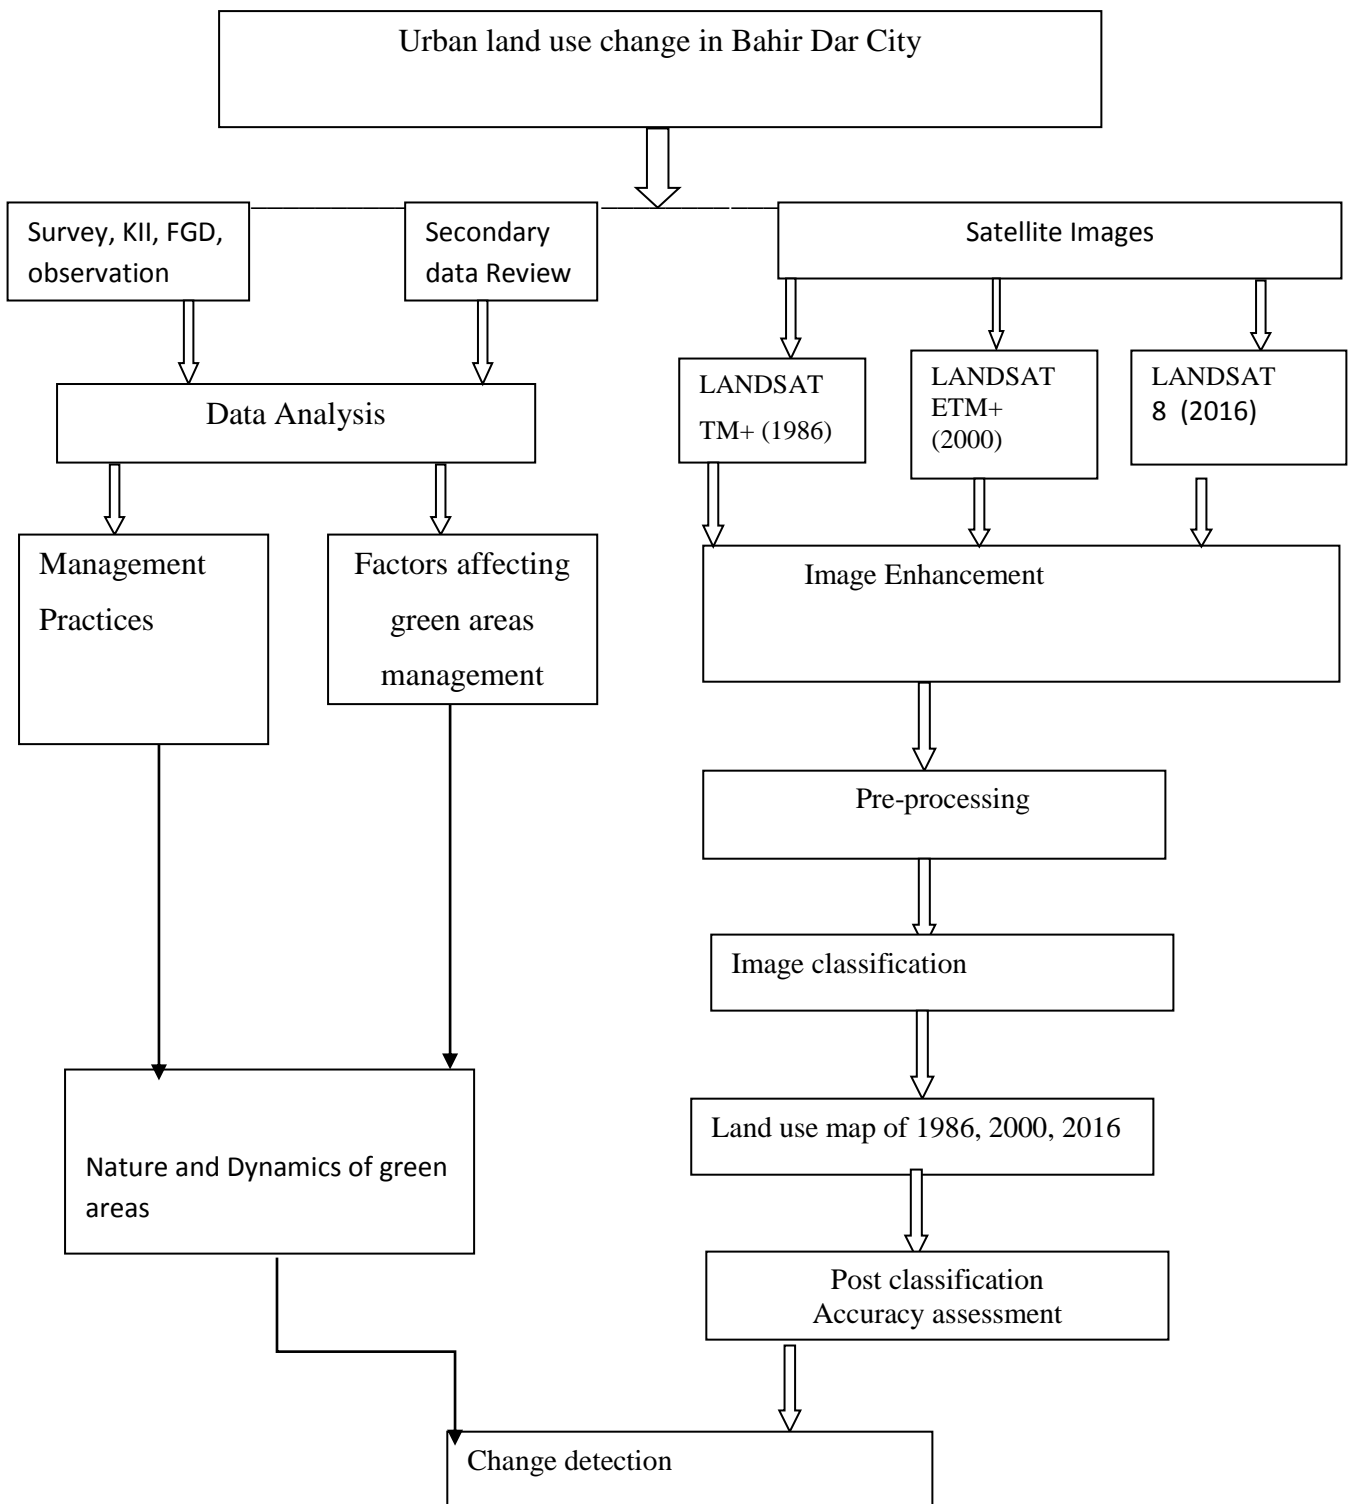 Urban land use change in Bahir Dar City
Survey, KII, FGD,
observation
Secondary
data Review
Satellite Images
LANDSAT
TM+ (1986)
LANDSAT
ETM+
(2000)
LANDSAT
8 (2016)
Data Analysis
Management
Practices
Factors affecting
green areas
management
Image Enhancement
Pre-processing
Image classification
Land use map of 1986, 2000, 2016
Nature and Dynamics of green
areas
Post classification
Accuracy assessment
Change detection